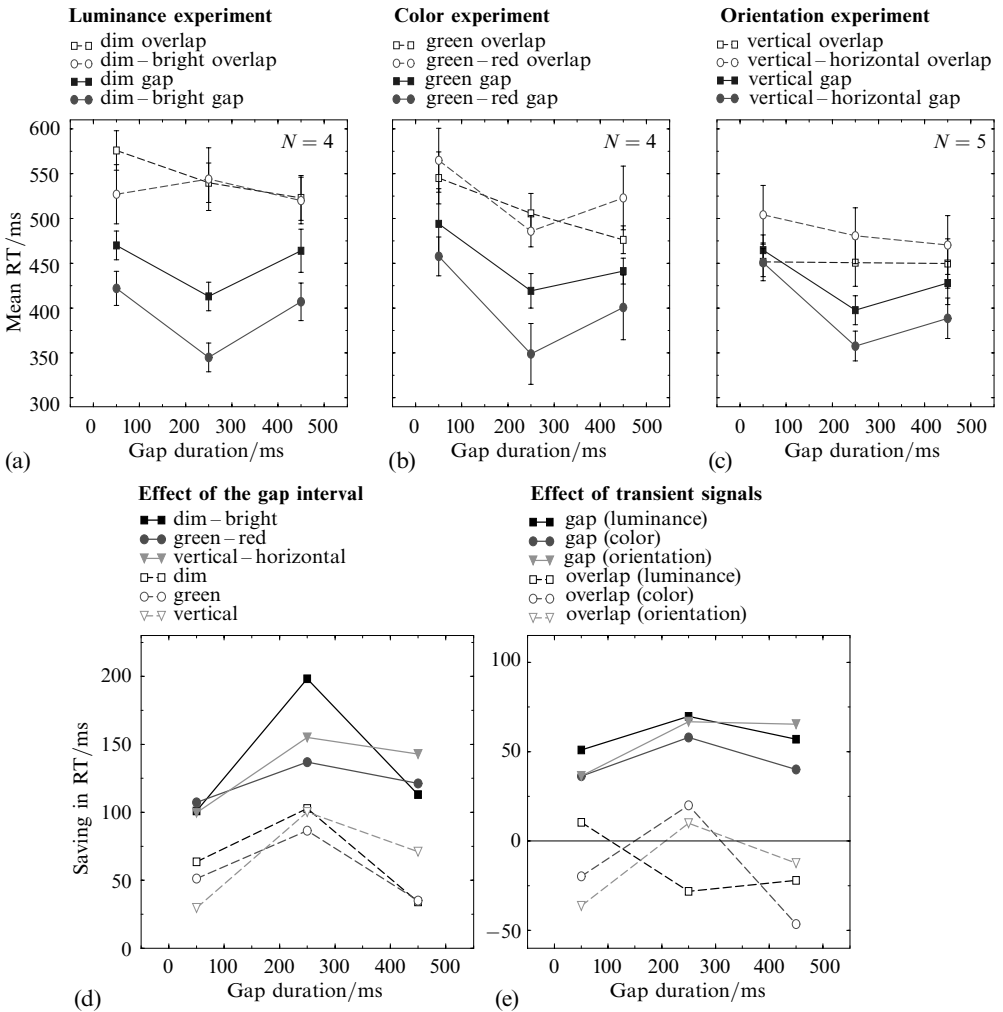 Luminance experiment
dim overlap
dim–bright overlap
dim gap
dim–bright gap
Color experiment
green overlap
green–red overlap
green gap
green–red gap
Orientation experiment
vertical overlap
vertical–horizontal overlap
vertical gap
vertical–horizontal gap
Mean RT/ms
600
550
500
450
400
350
300
N = 4
0 100 200 300 400 500
Gap duration/ms
(a)
N = 4
0 100 200 300 400 500
Gap duration/ms
(b)
N = 5
0 100 200 300 400 500
Gap duration/ms
(c)
Effect of the gap interval
dim–bright
green–red
vertical–horizontal
dim
green
vertical
Saving in RT/ms
200
150
100
50
0
0 100 200 300 400 500
Gap duration/ms
(d)
Effect of transient signals
gap (luminance)
gap (color)
gap (orientation)
overlap (luminance)
overlap (color)
overlap (orientation)
100
50
0
−50
0 100 200 300 400 500
Gap duration/ms
(e)